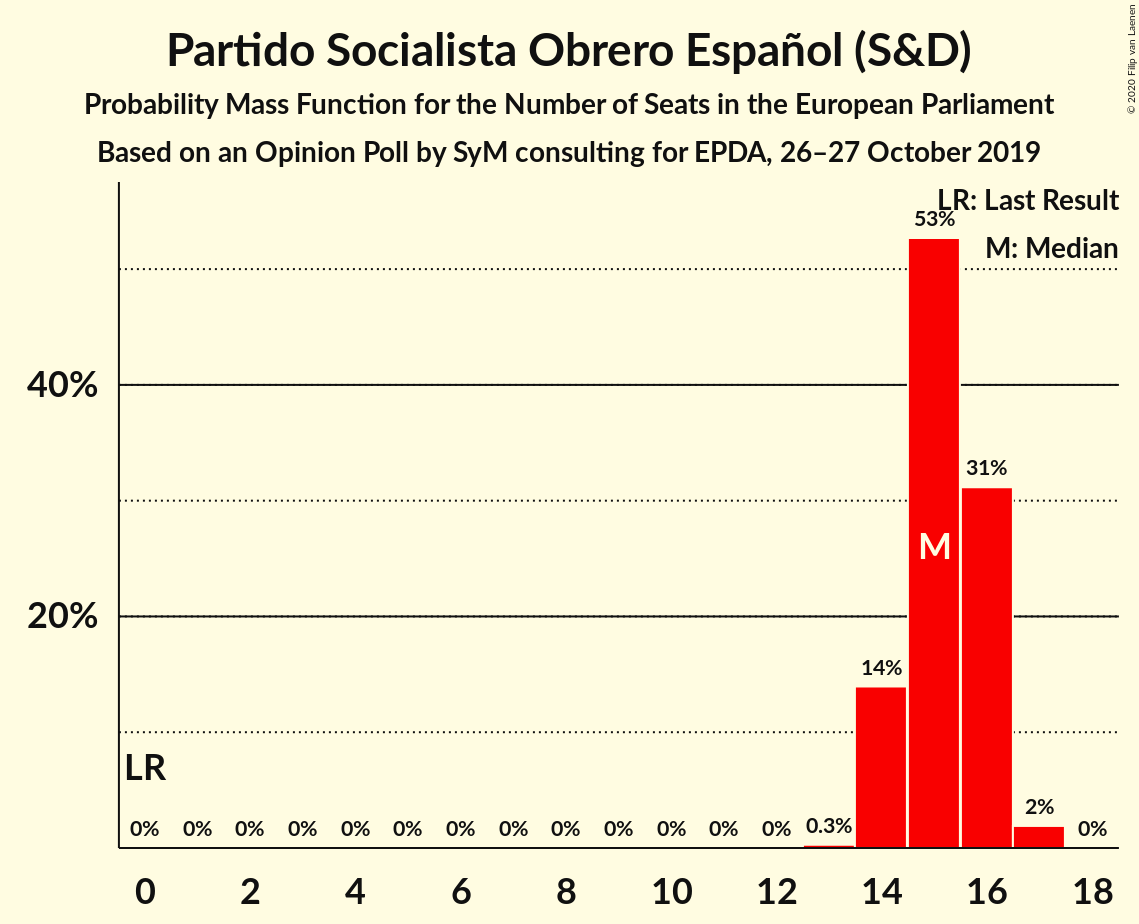 Partido Socialista Obrero Español (S&D)
Probability Mass Function for the Number of Seats in the European Parliament
Based on an Opinion Poll by SyM consulting for EPDA, 26–27 October 2019
© 2020 Filip van Laenen
LR: Last Result
M: Median
53%
40%
31%
M
20%
14%
LR
0% 0% 0% 0% 0% 0% 0% 0% 0% 0% 0% 0% 0% 0.3% 2% 0%
0 2 4 6 8 10 12 14 16 18